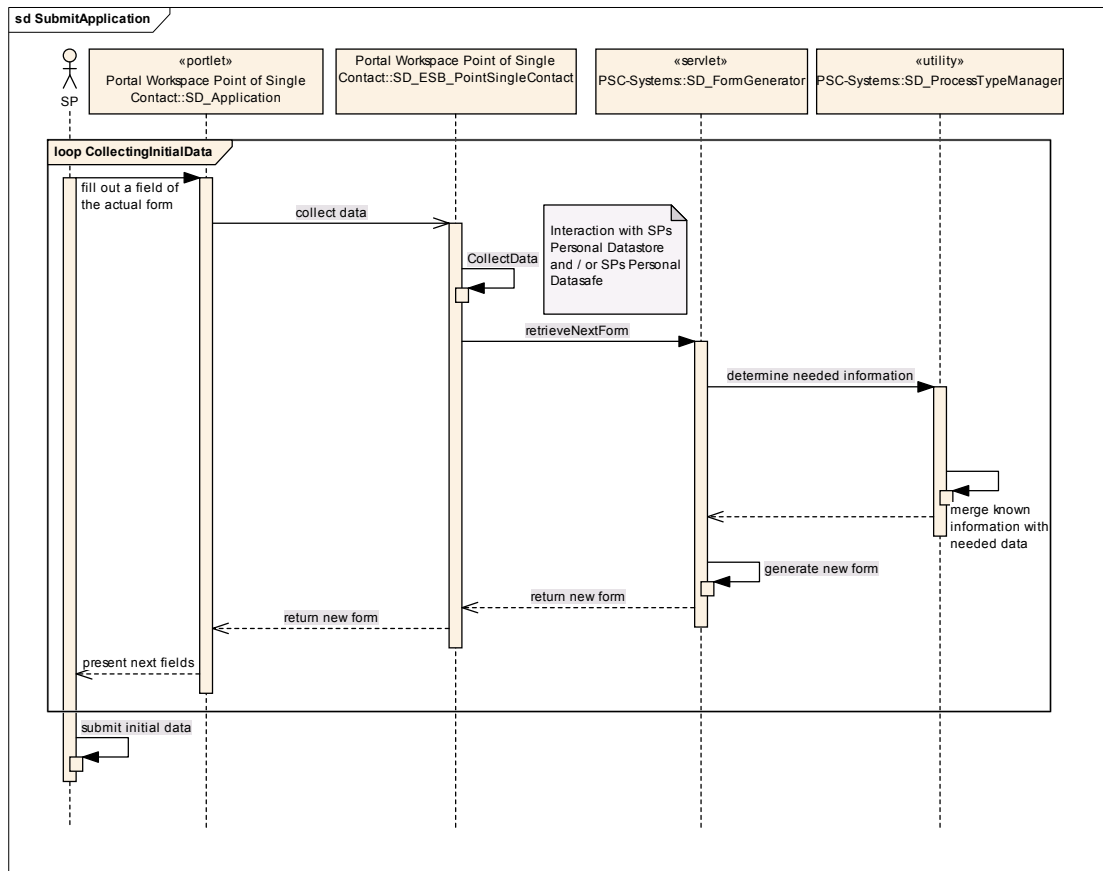 sd SubmitApplication
SP
«portlet»
Portal Workspace Point of Single
Contact::SD_Application
Portal Workspace Point of Single
Contact::SD_ESB_PointSingleContact
«servlet»
PSC-Systems::SD_FormGenerator
«utility»
PSC-Systems::SD_ProcessTypeManager
loop CollectingInitialData
fill out a field of
the actual form
collect data
CollectData
Interaction with SPs
Personal Datastore
and / or SPs Personal
Datasafe
retrieveNextForm
determine needed information
merge known
information with
needed data
generate new form
return new form
return new form
present next fields
submit initial data